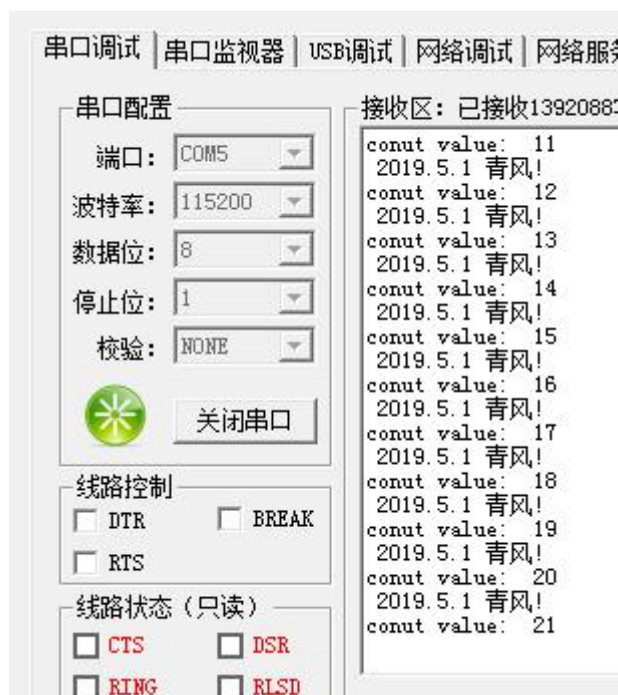 串口调试 串口监视器 USB调试 网络调试 网络服务
串口配置
端口: COM5
波特率: 115200
数据位: 8
停止位: 1
校验: NONE
关闭串口
线路控制
DTR BREAK
RTS
线路状态（只读）
CTS DSR
RING RLSD
接收区: 已接收13920883
conut value: 11
2019.5.1 青风!
conut value: 12
2019.5.1 青风!
conut value: 13
2019.5.1 青风!
conut value: 14
2019.5.1 青风!
conut value: 15
2019.5.1 青风!
conut value: 16
2019.5.1 青风!
conut value: 17
2019.5.1 青风!
conut value: 18
2019.5.1 青风!
conut value: 19
2019.5.1 青风!
conut value: 20
2019.5.1 青风!
conut value: 21